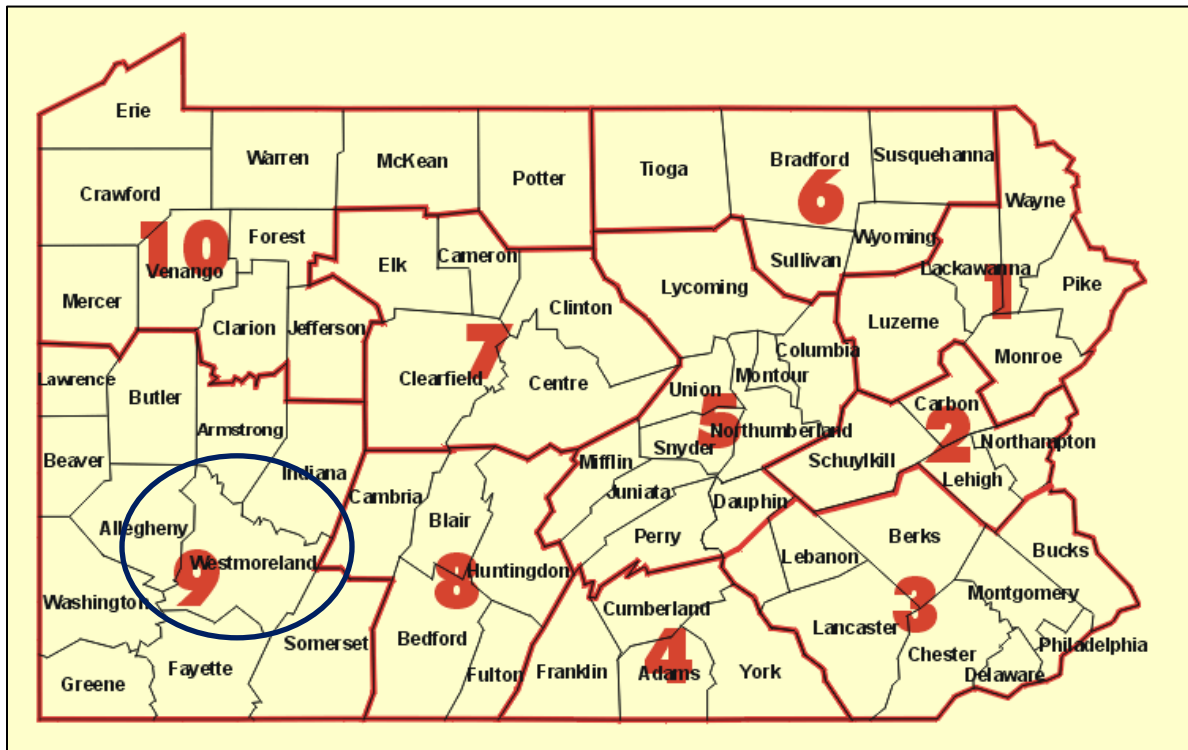 Erie
Warren
McKean
Potter
Tioga
Bradford
Susquehanna
Wayne
Crawford
6
10
Forest
Venango
Elk
Cameron
Sullivan
Wyoming
Lackawanna
1
Pike
Mercer
Clarion
Jefferson
Clinton
Lycoming
Luzerne
Monroe
Lawrence
Butler
Clearfield
7
Centre
Union
Montour
Columbia
Carbon
2
Armstrong
Snyder
5
Northumberland
Schuylkill
Northampton
Lehigh
Beaver
Indiana
Cambria
Mifflin
Juniata
Dauphin
Allegheny
Blair
Perry
Lebanon
Berks
Bucks
9
Westmoreland
8
Huntingdon
Washington
Cumberland
Lancaster
3
Montgomery
Somerset
Bedford
Philadelphia
Greene
Fayette
Fulton
Franklin
4
Adams
York
Chester
Delaware